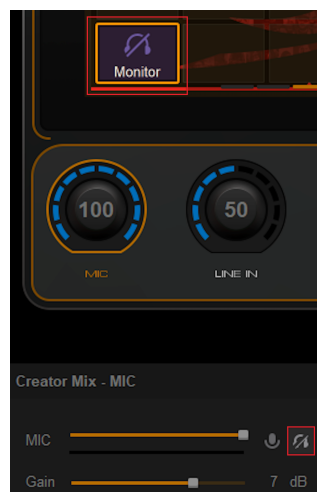 Monitor
100
50
MIC
LINE IN
Creator Mix - MIC
MIC
Gain
7 dB